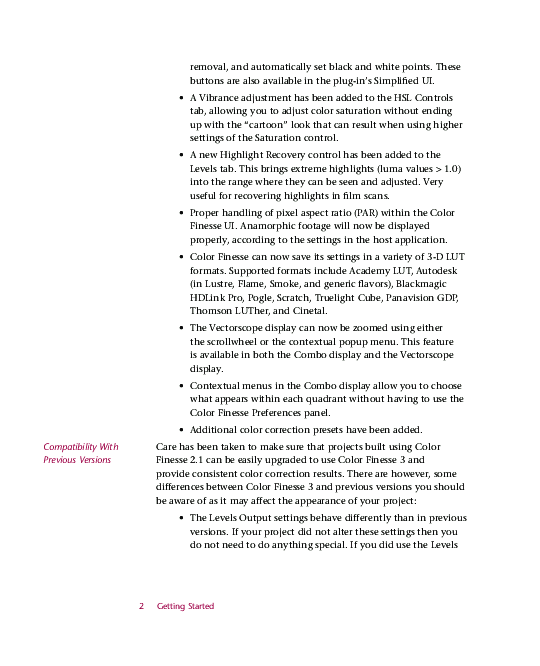 removal, and automatically set black and white points. These
buttons are also available in the plug-in's Simplified UI.
• A Vibrance adjustment has been added to the HSL Controls
tab, allowing you to adjust color saturation without ending
up with the “cartoon” look that can result when using higher
settings of the Saturation control.
• A new Highlight Recovery control has been added to the
Levels tab. This brings extreme highlights (luma values > 1.0)
into the range where they can be seen and adjusted. Very
useful for recovering highlights in film scans.
• Proper handling of pixel aspect ratio (PAR) within the Color
Finesse UI. Anamorphic footage will now be displayed
properly, according to the settings in the host application.
• Color Finesse can now save its settings in a variety of 3-D LUT
formats. Supported formats include Academy LUT, Autodesk
(in Lustre, Flame, Smoke, and generic flavors), Blackmagic
HDLink Pro, Pogle, Scratch, Truelight Cube, Panavision GDP,
Thomson LUTher, and Cinetal.
• The Vectorscope display can now be zoomed using either
the scrollwheel or the contextual popup menu. This feature
is available in both the Combo display and the Vectorscope
display.
• Contextual menus in the Combo display allow you to choose
what appears within each quadrant without having to use the
Color Finesse Preferences panel.
• Additional color correction presets have been added.
Compatibility With
Previous Versions
Care has been taken to make sure that projects built using Color
Finesse 2.1 can be easily upgraded to use Color Finesse 3 and
provide consistent color correction results. There are however, some
differences between Color Finesse 3 and previous versions you should
be aware of as it may affect the appearance of your project:
• The Levels Output settings behave differently than in previous
versions. If your project did not alter these settings then you
do not need to do anything special. If you did use the Levels
2 Getting Started